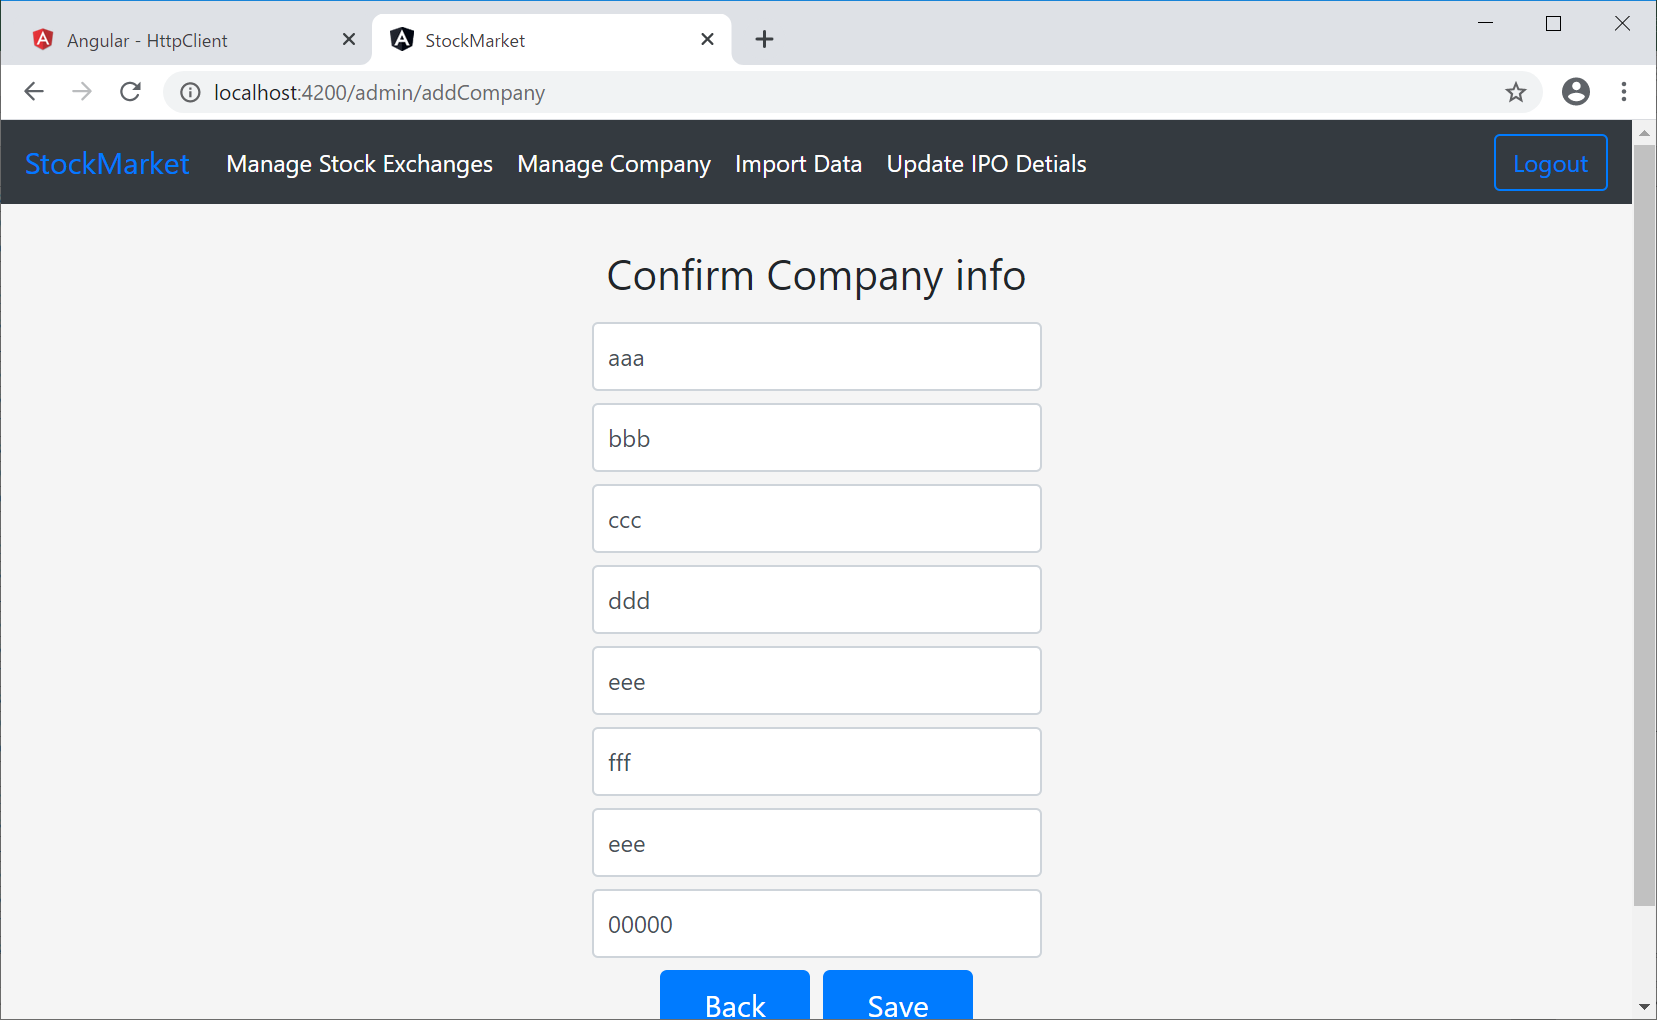 Angular - HttpClient
StockMarket
localhost:4200/admin/addCompany
StockMarket Manage Stock Exchanges Manage Company Import Data Update IPO Detials Logout
Confirm Company info
aaa
bbb
ccc
ddd
eee
fff
eee
00000
Back Save